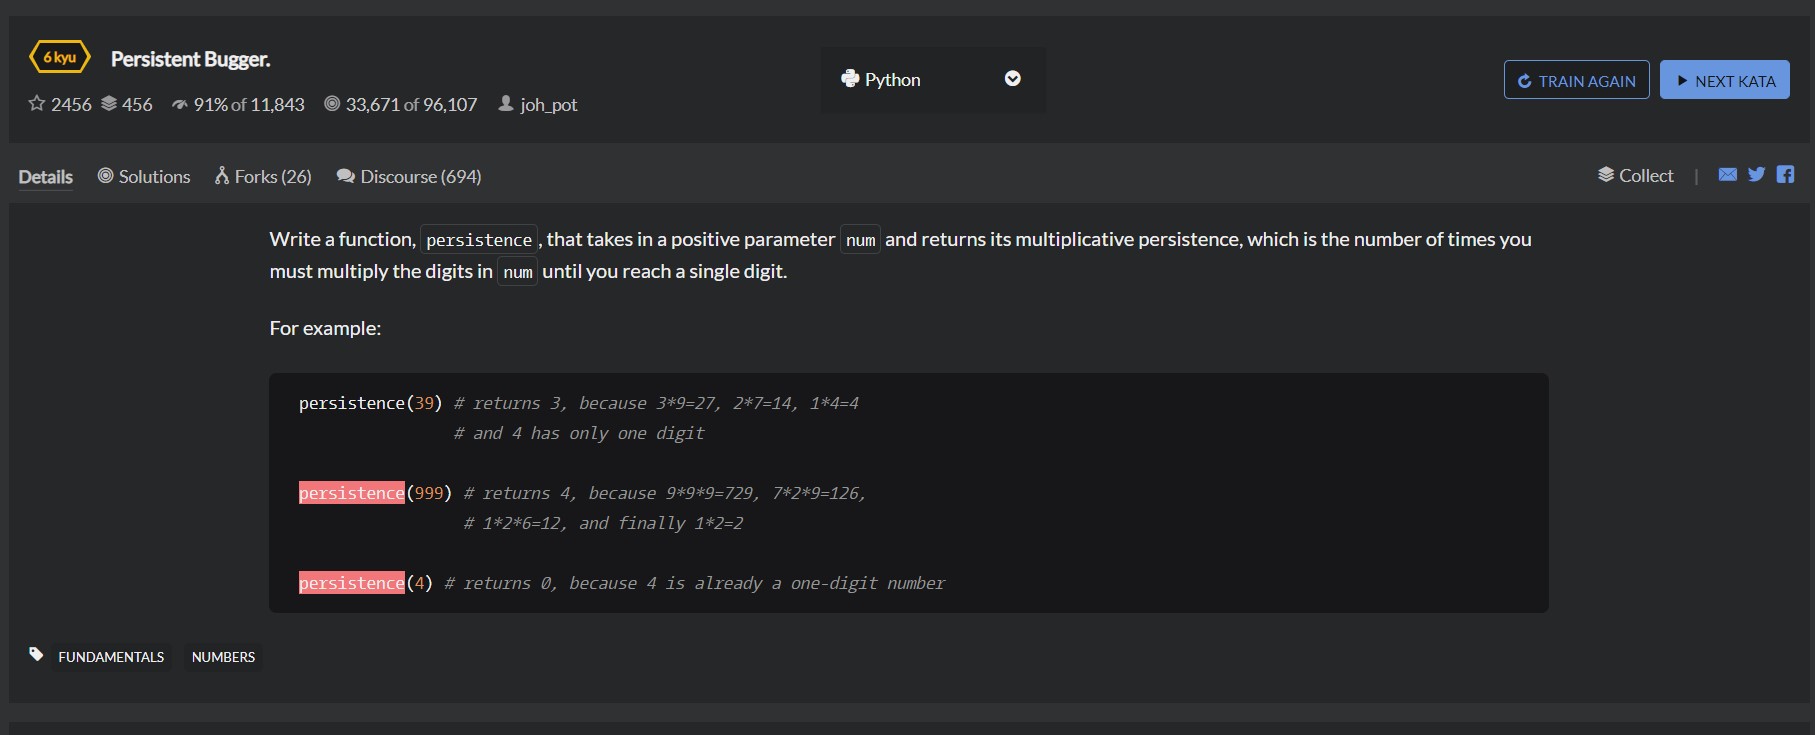 6 kyu Persistent Bugger.
Python
TRAIN AGAIN NEXT KATA
2456 456 91% of 11,843 33,671 of 96,107 joh_pot
Details Solutions Forks (26) Discourse (694) Collect |
Write a function, persistence, that takes in a positive parameter num and returns its multiplicative persistence, which is the number of times you
must multiply the digits in num until you reach a single digit.
For example:
persistence(39) # returns 3, because 3*9=27, 2*7=14, 1*4=4
# and 4 has only one digit
persistence(999) # returns 4, because 9*9*9=729, 7*2*9=126,
# 1*2*6=12, and finally 1*2=2
persistence(4) # returns 0, because 4 is already a one-digit number
FUNDAMENTALS NUMBERS